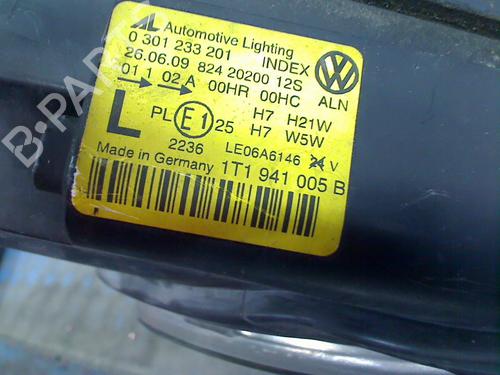 AL Automotive Lighting
0 301 233 201 INDEX
26.06.09 824 20200 12S
01 1 02 A 00HR 00HC ALN
H7 H21W
L PL E1 25 H7 W5W
2236 LE06A6146 24 V
Made in Germany 1T1 941 005 B
B-PARTS